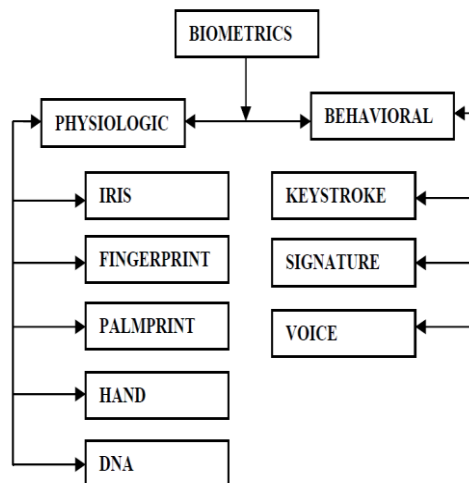 BIOMETRICS
PHYSIOLOGIC
BEHAVIORAL
IRIS
FINGERPRINT
PALMPRINT
HAND
DNA
KEYSTROKE
SIGNATURE
VOICE